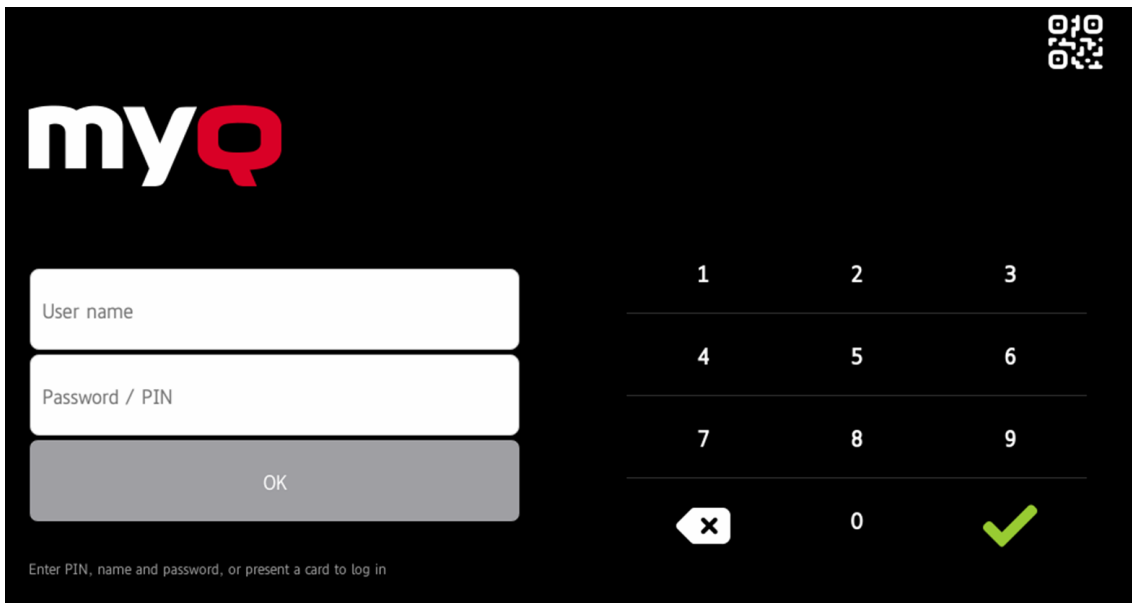 myQ
User name
Password / PIN
OK
Enter PIN, name and password, or present a card to log in
1 2 3
4 5 6
7 8 9
0